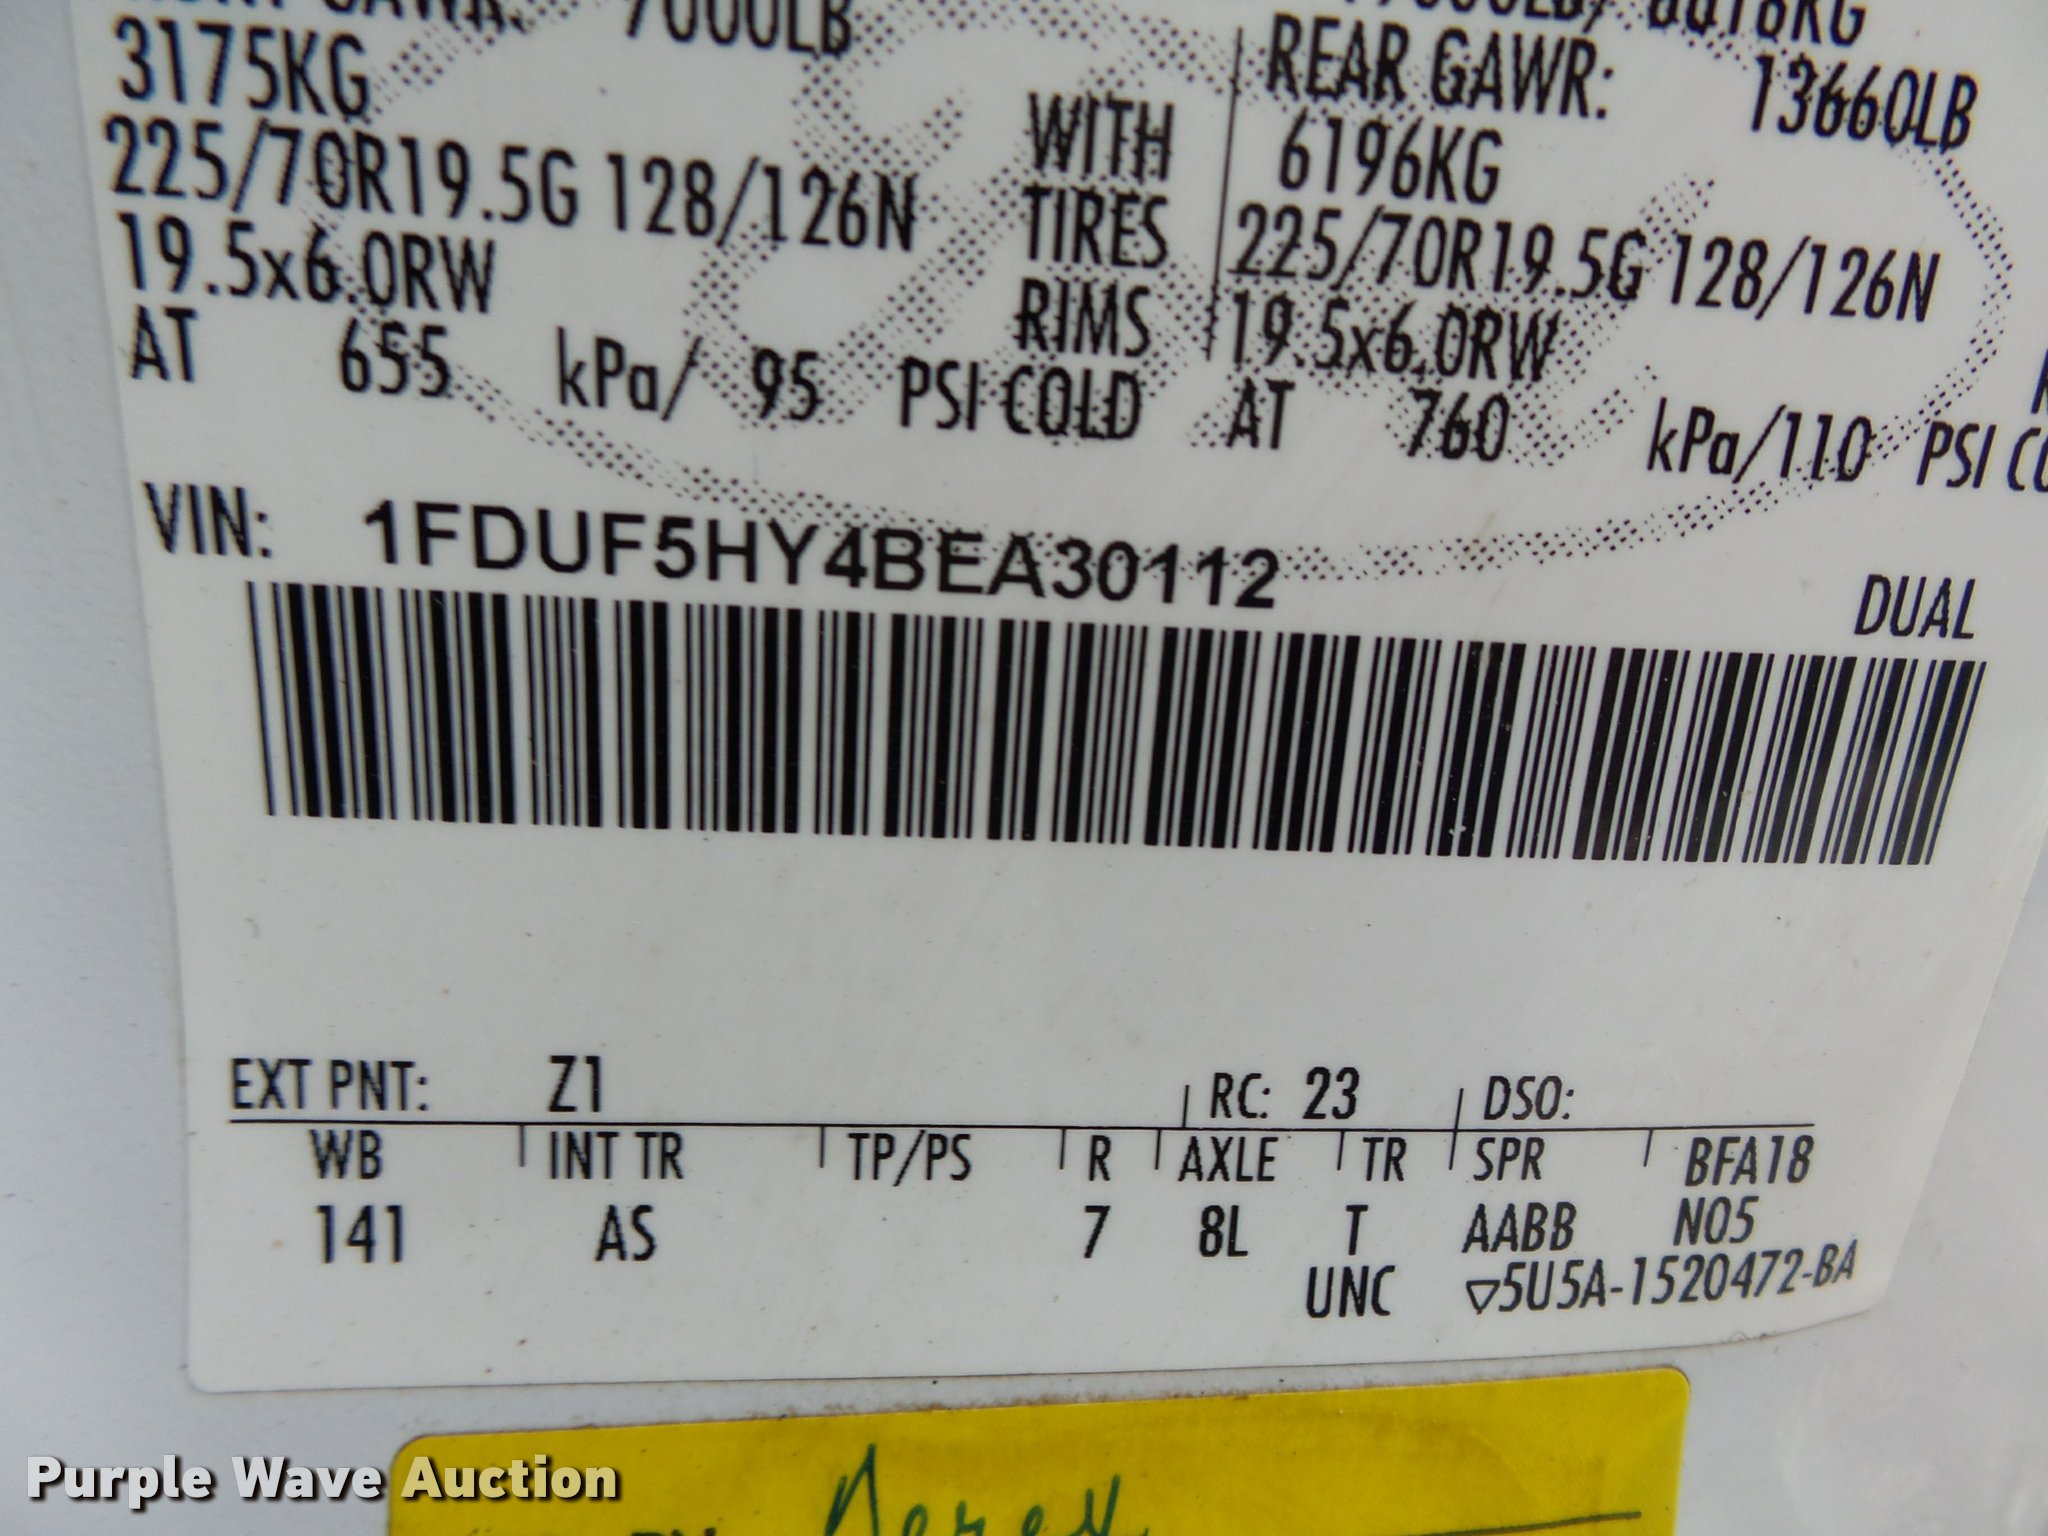 7000LB
3175KG
REAR GAWR: 13660LB
WITH 6196KG
225/70R19.5G 128/126N TIRES 225/70R19.5G 128/126N
19.5x6.0RW RIMS 19.5x6.0RW
AT 655 kPa/ 95 PSI COLD AT 760 kPa/110 PSI
VIN: 1FDUF5HY4BEA30112
DUAL
EXT PNT: Z1 RC: 23 DSO:
WB INT TR TP/PS R AXLE TR SPR BFA18
141 AS 7 8L T AABB N05
UNC ▽5U5A-1520472-BA
Purple Wave Auction